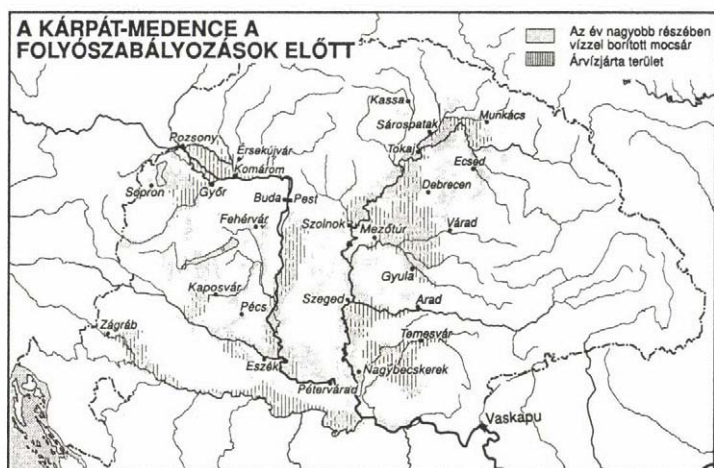 A KÁRPÁT-MEDENCE A
FOLYÓSZABÁLYOZÁSOK ELŐTT
Az év nagyobb részében
vízzel borított mocsár
Árvízjárta terület
Kassa
Munkács
Sárospatak
Pozsony
Érsekújvár
Tokaj
Komárom
Ecsed
Sopron
Győr
Debrecen
Buda
Pest
Fehérvár
Szolnok
Mezőtúr
Várad
Gyula
Kaposvár
Szeged
Pécs
Arad
Zágráb
Temesvár
Eszék
Nagybecskerek
Pétervárad
Vaskapu